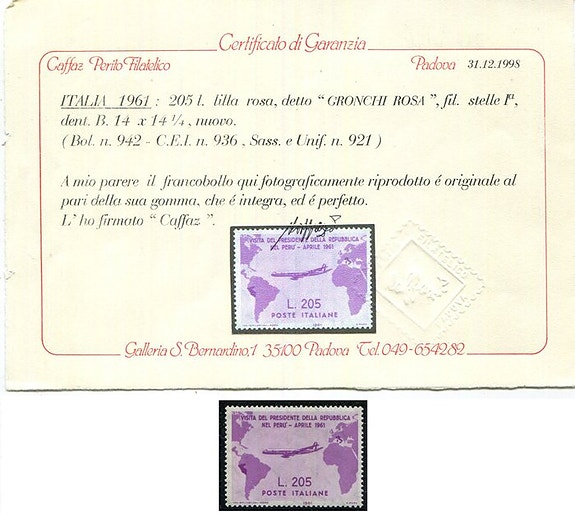 Certificato di Garanzia
Caffaz Perito Filatelico Padova 31.12.1998
ITALIA 1961 : 205 l. lilla rosa, detto " GRONCHI ROSA ", fil. stelle 1ª,
dent. B. 14 x 14 ¼, nuovo.
( Bol. n. 942 - C.E.I. n. 936 , Sass. e Unif. n. 921 )
A mio parere il francobollo qui fotograficamente riprodotto é originale al
pari della sua gomma, che é integra, ed é perfetto.
L' ho firmato " Caffaz ".
VISITA DEL PRESIDENTE DELLA REPUBBLICA
NEL PERU' - APRILE 1961
L. 205
POSTE ITALIANE
1961
Galleria S. Bernardino,1 35100 Padova Tel.049-654282
VISITA DEL PRESIDENTE DELLA REPUBBLICA
NEL PERU' - APRILE 1961
L. 205
POSTE ITALIANE
1961